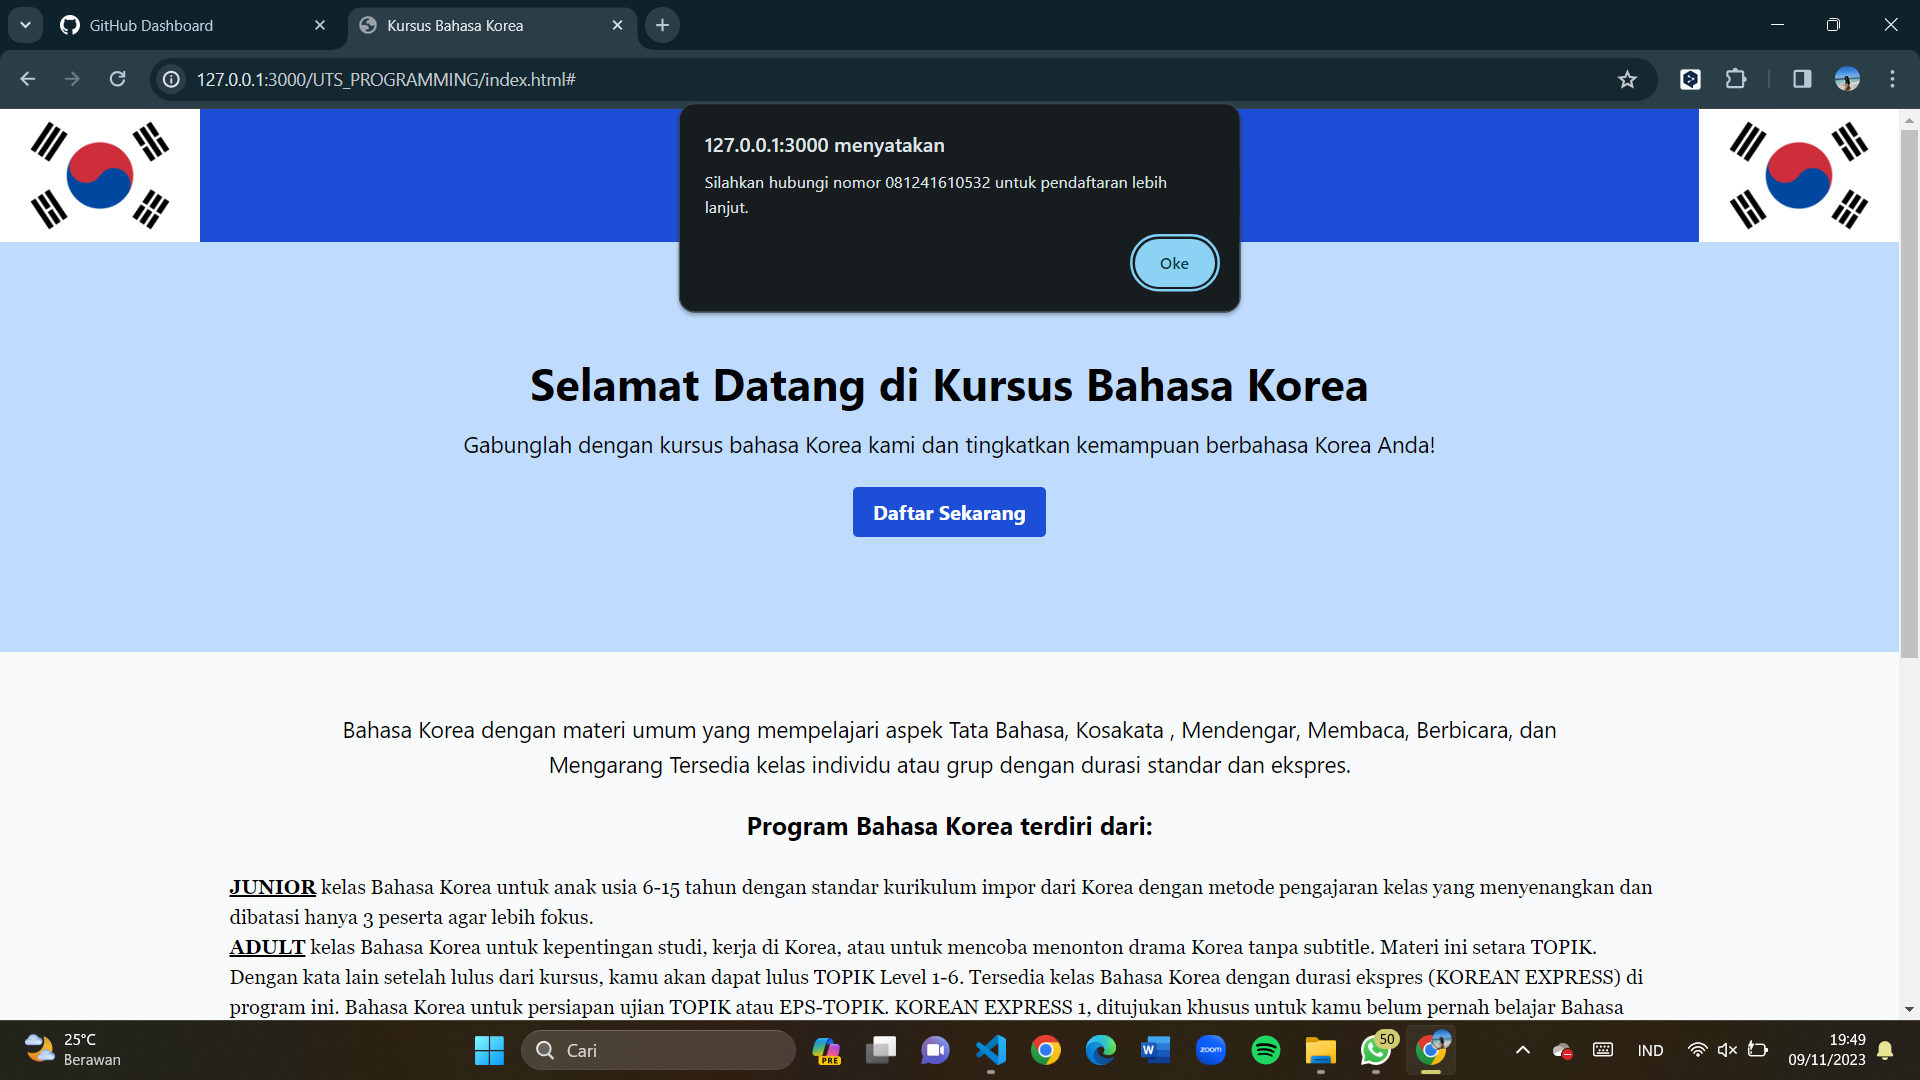 GitHub Dashboard
Kursus Bahasa Korea
127.0.0.1:3000/UTS_PROGRAMMING/index.html#
127.0.0.1:3000 menyatakan
Silahkan hubungi nomor 081241610532 untuk pendaftaran lebih
lanjut.
Oke
Selamat Datang di Kursus Bahasa Korea
Gabunglah dengan kursus bahasa Korea kami dan tingkatkan kemampuan berbahasa Korea Anda!
Daftar Sekarang
Bahasa Korea dengan materi umum yang mempelajari aspek Tata Bahasa, Kosakata , Mendengar, Membaca, Berbicara, dan
Mengarang Tersedia kelas individu atau grup dengan durasi standar dan ekspres.
Program Bahasa Korea terdiri dari:
JUNIOR kelas Bahasa Korea untuk anak usia 6-15 tahun dengan standar kurikulum impor dari Korea dengan metode pengajaran kelas yang menyenangkan dan
dibatasi hanya 3 peserta agar lebih fokus.
ADULT kelas Bahasa Korea untuk kepentingan studi, kerja di Korea, atau untuk mencoba menonton drama Korea tanpa subtitle. Materi ini setara TOPIK.
Dengan kata lain setelah lulus dari kursus, kamu akan dapat lulus TOPIK Level 1-6. Tersedia kelas Bahasa Korea dengan durasi ekspres (KOREAN EXPRESS) di
program ini. Bahasa Korea untuk persiapan ujian TOPIK atau EPS-TOPIK. KOREAN EXPRESS 1, ditujukan khusus untuk kamu belum pernah belajar Bahasa
25°C
Berawan
Cari
PRE
W
zoom
50
IND
19:49
09/11/2023